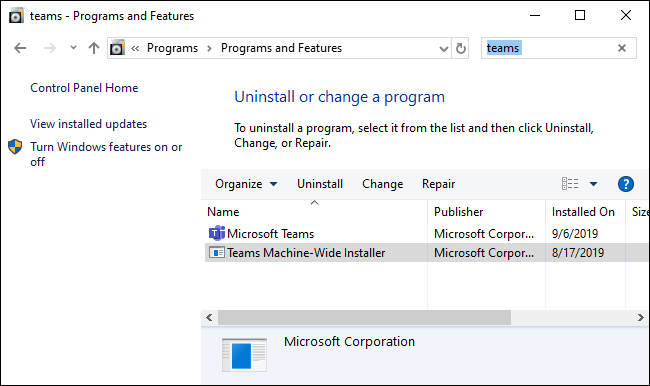 teams - Programs and Features
Programs > Programs and Features
teams
Control Panel Home
Uninstall or change a program
View installed updates
Turn Windows features on or
off
To uninstall a program, select it from the list and then click Uninstall,
Change, or Repair.
Organize Uninstall Change Repair
Name Publisher Installed On Size
Microsoft Teams Microsoft Corpor... 9/6/2019
Teams Machine-Wide Installer Microsoft Corpor... 8/17/2019
Microsoft Corporation